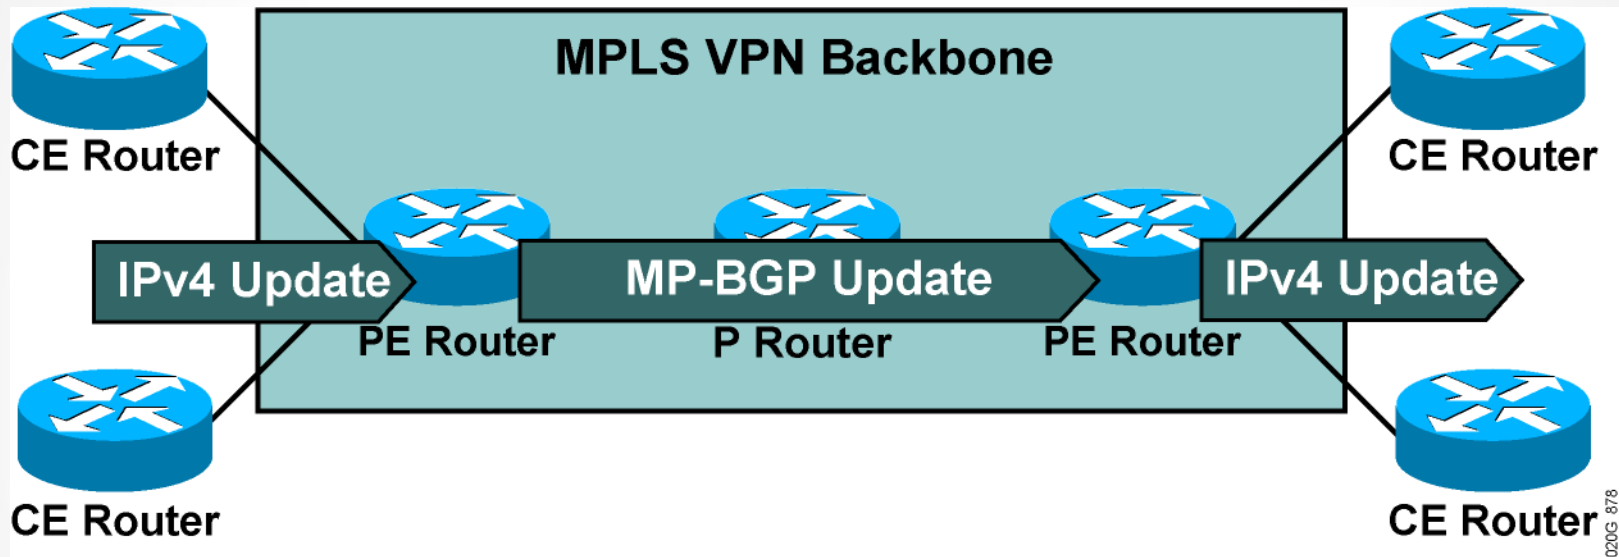 MPLS VPN Backbone
CE Router
CE Router
IPv4 Update
MP-BGP Update
IPv4 Update
PE Router
P Router
PE Router
CE Router
CE Router
020G_878